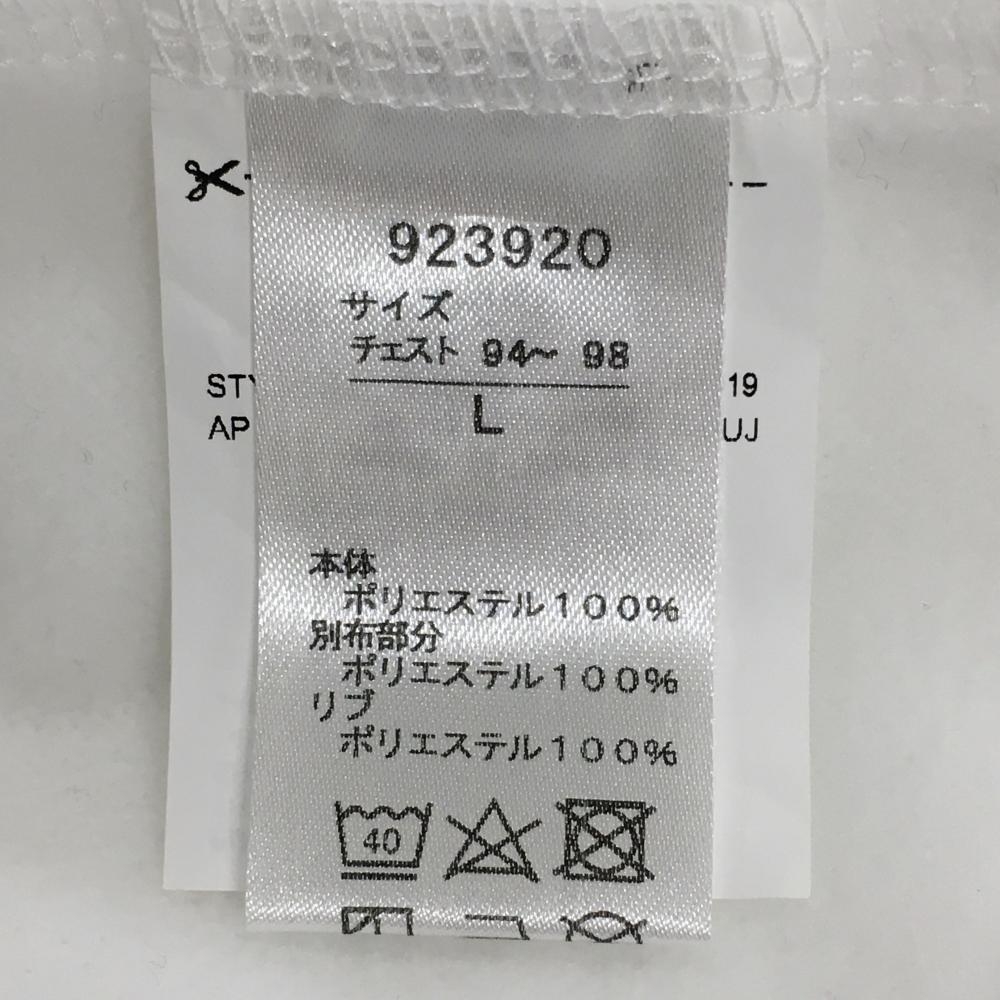 923920
サイズ
チェスト 94～ 98
L
STY 19
AP UJ
本体
ポリエステル100%
別布部分
ポリエステル100%
リブ
ポリエステル100%
40